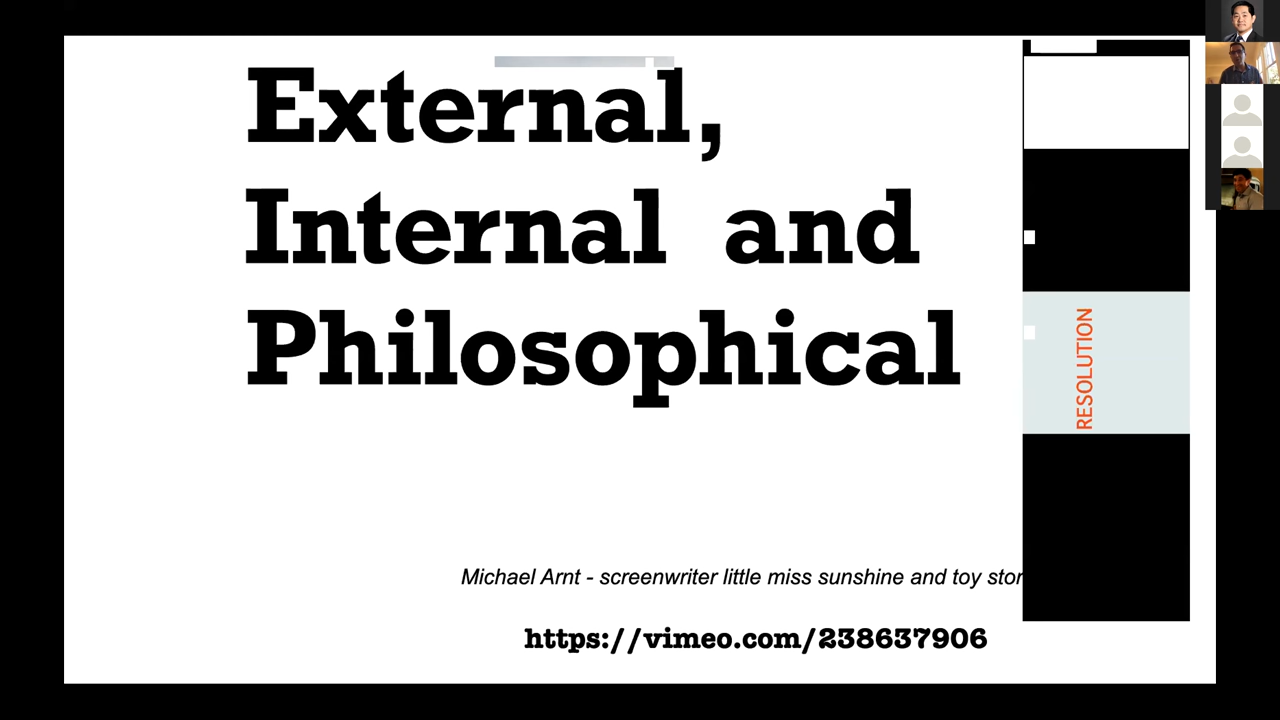 External,
Internal and
Philosophical
RESOLUTION
Michael Arnt - screenwriter little miss sunshine and toy stor
https://vimeo.com/238637906